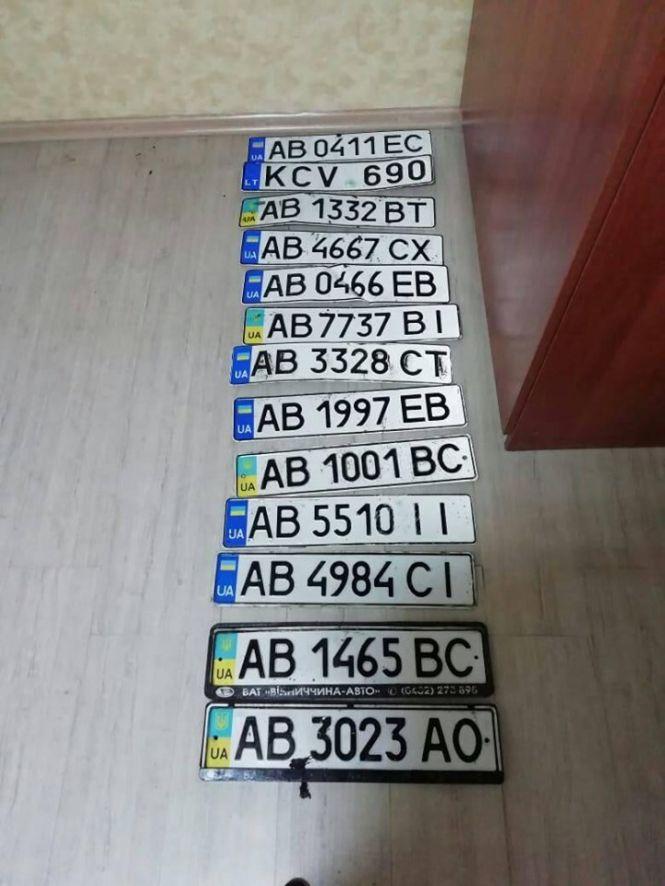 UA AB 0411 EC
LT KCV 690
UA AB 1332 BT
UA AB 4667 CX
UA AB 0466 EB
UA AB 7737 BI
UA AB 3328 CT
UA AB 1997 EB
UA AB 1001 BC
UA AB 5510 II
UA AB 4984 CI
UA AB 1465 BC
ВАТ «ВІННИЧЧИНА-АВТО»
UA AB 3023 AO